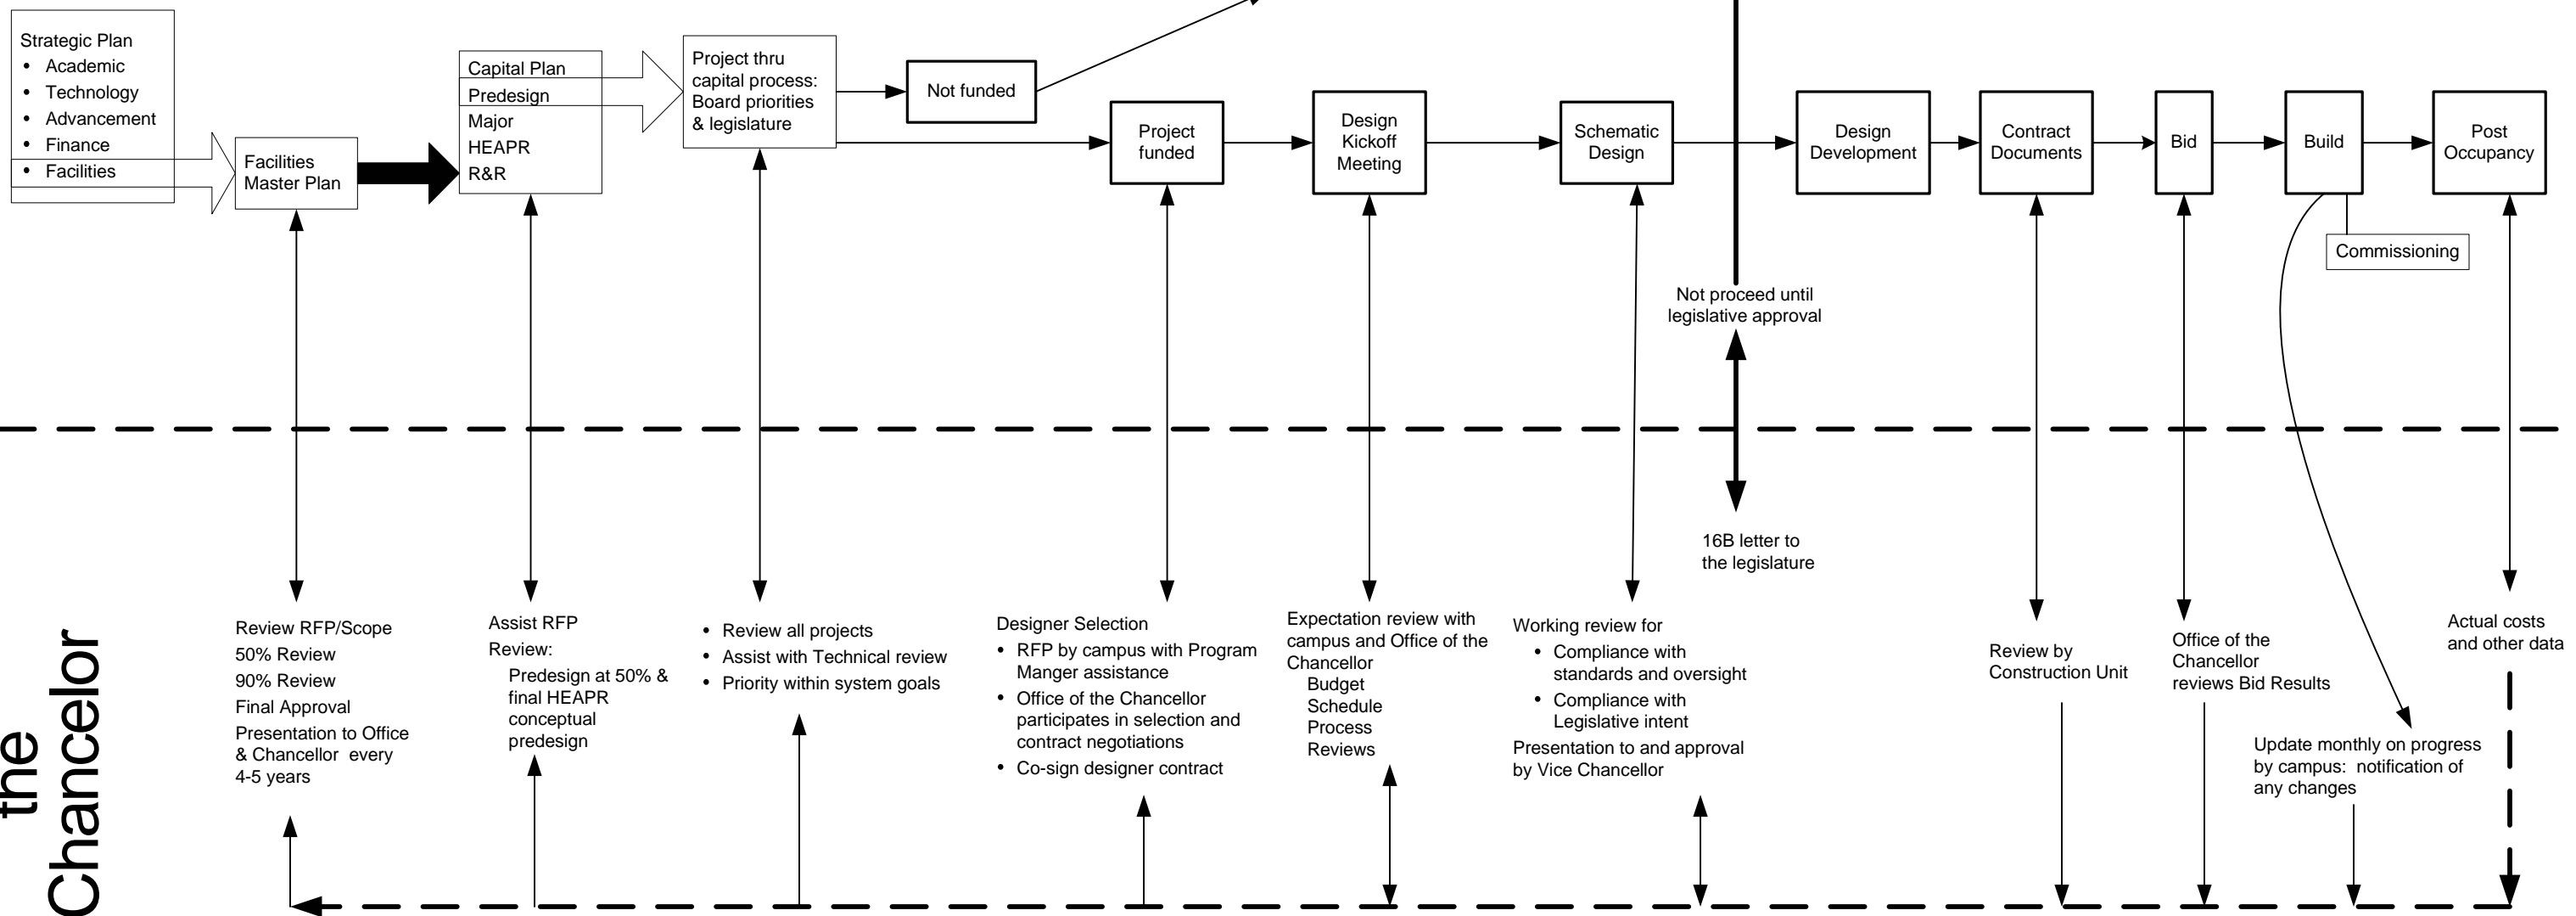 Strategic Plan
• Academic
• Technology
• Advancement
• Finance
• Facilities
Facilities
Master Plan
Capital Plan
Predesign
Major
HEAPR
R&R
Project thru
capital process:
Board priorities
& legislature
Not funded
Project
funded
Design
Kickoff
Meeting
Schematic
Design
Design
Development
Contract
Documents
Bid
Build
Post
Occupancy
Commissioning
Not proceed until
legislative approval
16B letter to
the legislature
the
Chancelor
Review RFP/Scope
50% Review
90% Review
Final Approval
Presentation to Office
& Chancellor every
4-5 years
Assist RFP
Review:
Predesign at 50% &
final HEAPR
conceptual
predesign
• Review all projects
• Assist with Technical review
• Priority within system goals
Designer Selection
• RFP by campus with Program
Manger assistance
• Office of the Chancellor
participates in selection and
contract negotiations
• Co-sign designer contract
Expectation review with
campus and Office of the
Chancellor
Budget
Schedule
Process
Reviews
Working review for
• Compliance with
standards and oversight
• Compliance with
Legislative intent
Presentation to and approval
by Vice Chancellor
Review by
Construction Unit
Office of the
Chancellor
reviews Bid Results
Update monthly on progress
by campus: notification of
any changes
Actual costs
and other data